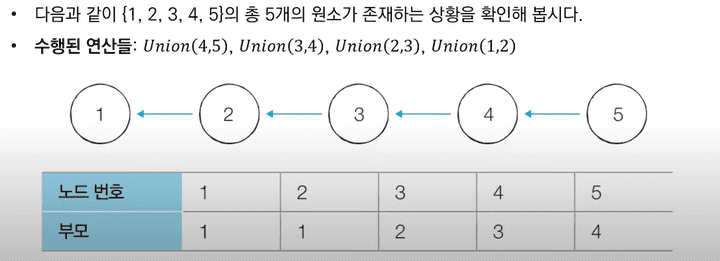 • 다음과 같이 {1, 2, 3, 4, 5}의 총 5개의 원소가 존재하는 상황을 확인해 봅시다.
• 수행된 연산들: Union(4,5), Union(3,4), Union(2,3), Union(1,2)
1 2 3 4 5
노드 번호 1 2 3 4 5
부모 1 1 2 3 4